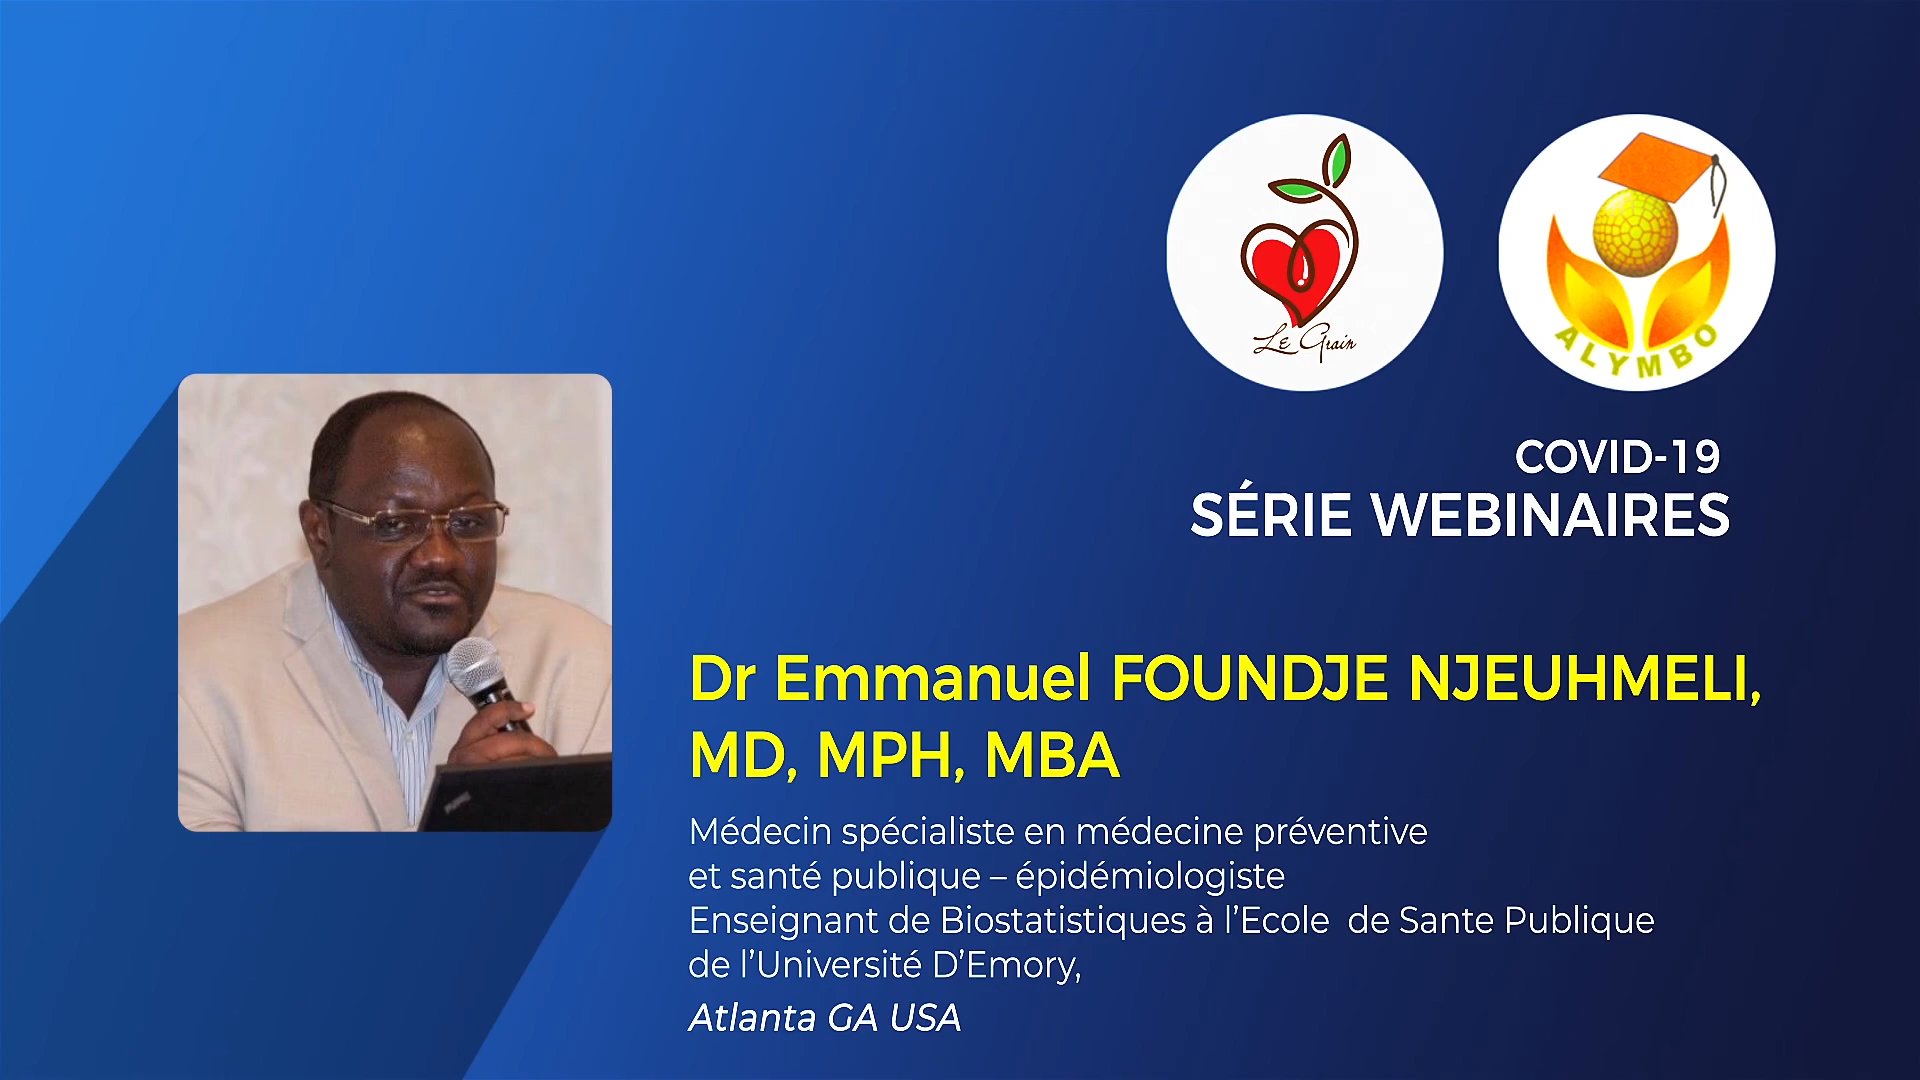 Le Grain
ALYMBO
COVID-19
SÉRIE WEBINAIRES
Dr Emmanuel FOUNDJE NJEUHMELI,
MD, MPH, MBA
Médecin spécialiste en médecine préventive
et santé publique – épidémiologiste
Enseignant de Biostatistiques à l’Ecole de Sante Publique
de l’Université D’Emory,
Atlanta GA USA